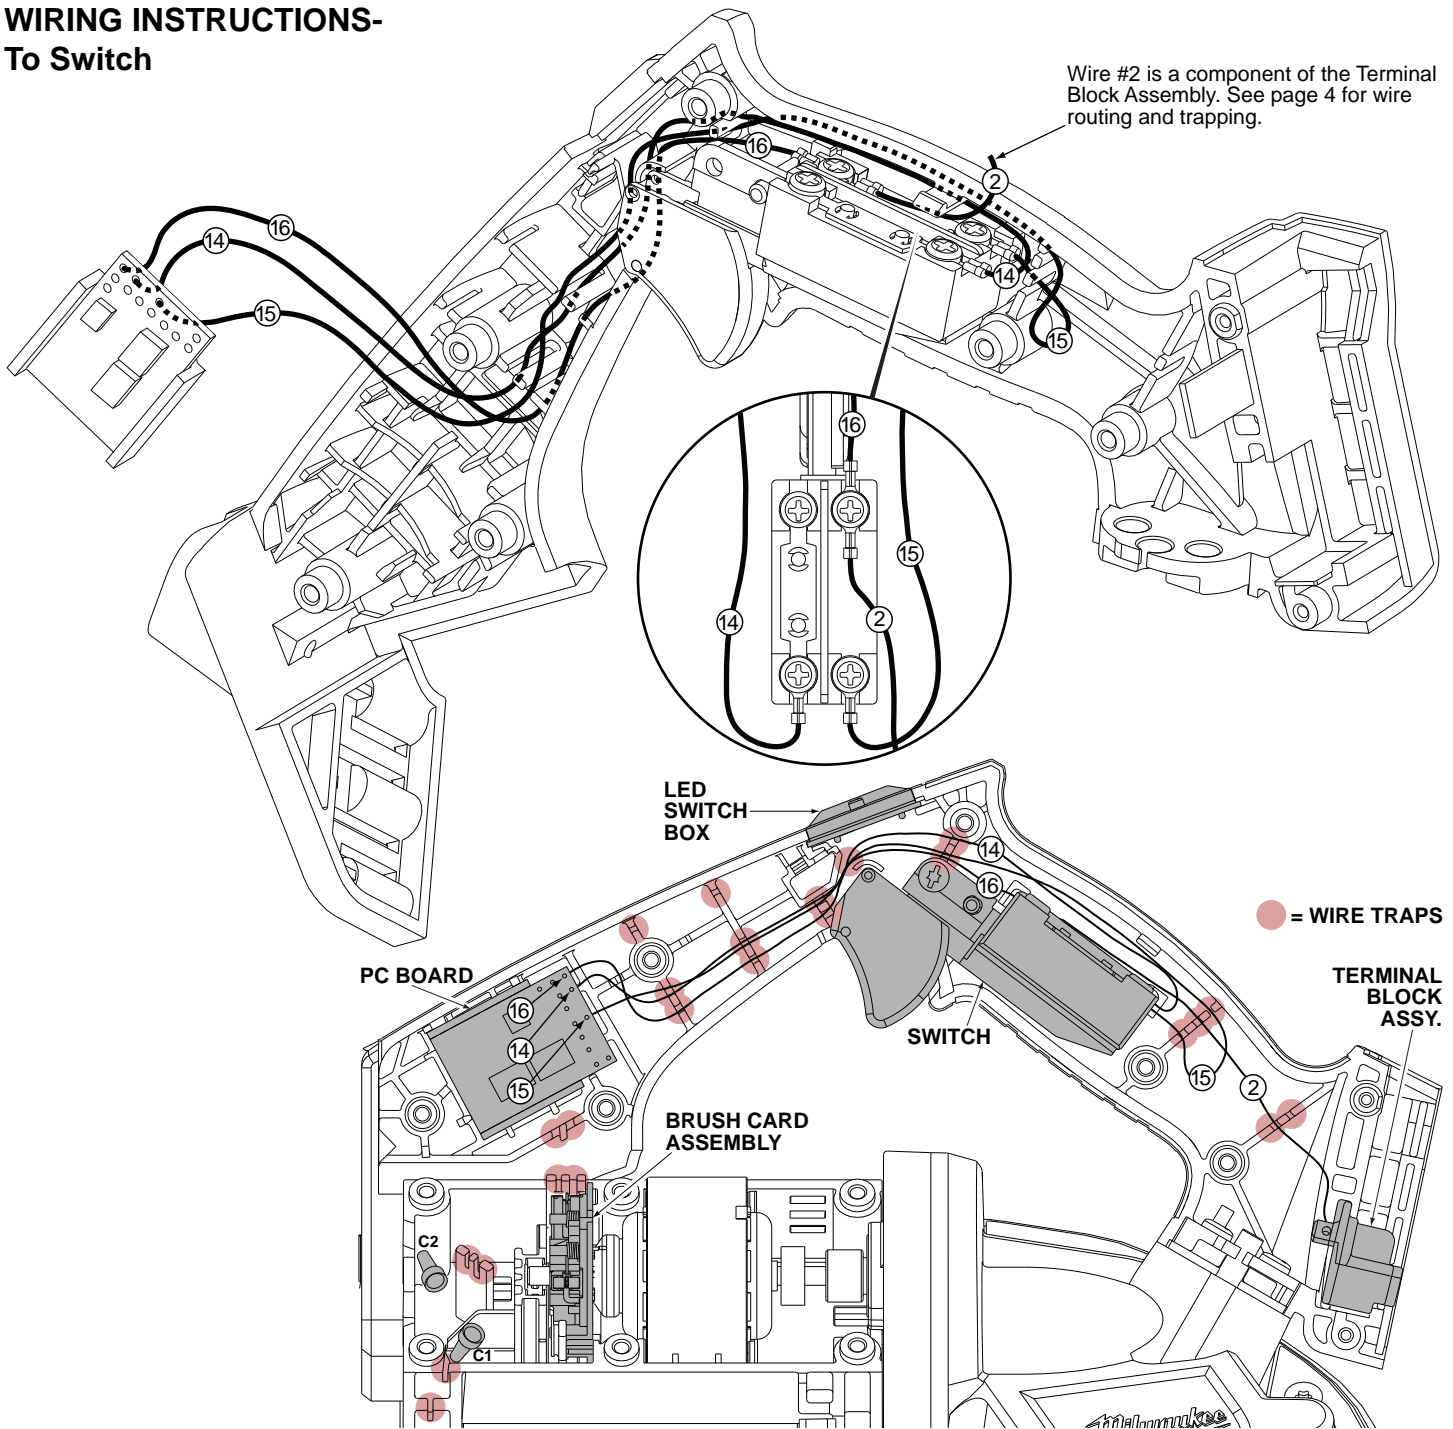 WIRING INSTRUCTIONS-
To Switch
Wire #2 is a component of the Terminal
Block Assembly. See page 4 for wire
routing and trapping.
16
2
16
14
14
15
15
16
15
14
2
LED
SWITCH
BOX
14
16
= WIRE TRAPS
PC BOARD
TERMINAL
BLOCK
ASSY.
16
SWITCH
14
15
15
2
BRUSH CARD
ASSEMBLY
C2
C1
Milwaukee